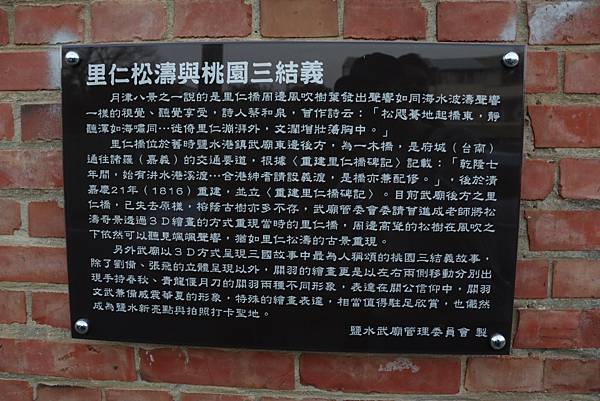 里仁松濤與桃園三結義
月津八景之一說的是里仁橋周邊風吹樹葉發出聲響如同海水波濤聲響
一樣的視覺、聽覺享受，詩人蔡和泉，曾作詩云：「松颸驀地起橋東，靜
聽渾如海嘯同…徙倚里仁澎湃外，文瀾增壯蕩胸中。」
里仁橋位於舊時鹽水港鎮武廟東邊後方，為一木橋，是府城（台南）
通往諸羅（嘉義）的交通要道，根據〈重建里仁橋碑記〉記載：「乾隆士
年間，始有洪水港溪渡…合港紳耆請設義渡，是橋亦兼配修。」，後於清
嘉慶21年（1816）重建，並立〈重建里仁橋碑記〉。目前武廟後方之里
仁橋，已失去原樣，榕蔭古樹亦多不存，武廟管委會委請曾進成老師將松
濤奇景透過3D繪畫的方式重現當時的里仁橋，周邊高聳的松樹在風吹之
下依然可以聽見颯颯聲響，猶如里仁松濤的古景重現。
另外武廟以3D方式呈現三國故事中最為人稱頌的桃園三結義故事，
除了劉備、張飛的立體呈現以外，關羽的繪畫更是以左右兩側移動分別出
現手持春秋、青龍偃月刀的關羽兩種不同形象，表達在關公信仰中，關羽
文武兼備威震華夏的形象，特殊的繪畫表達，相當值得駐足欣賞，也儼然
成為鹽水新亮點與拍照打卡聖地。
鹽水武廟管理委員會 製